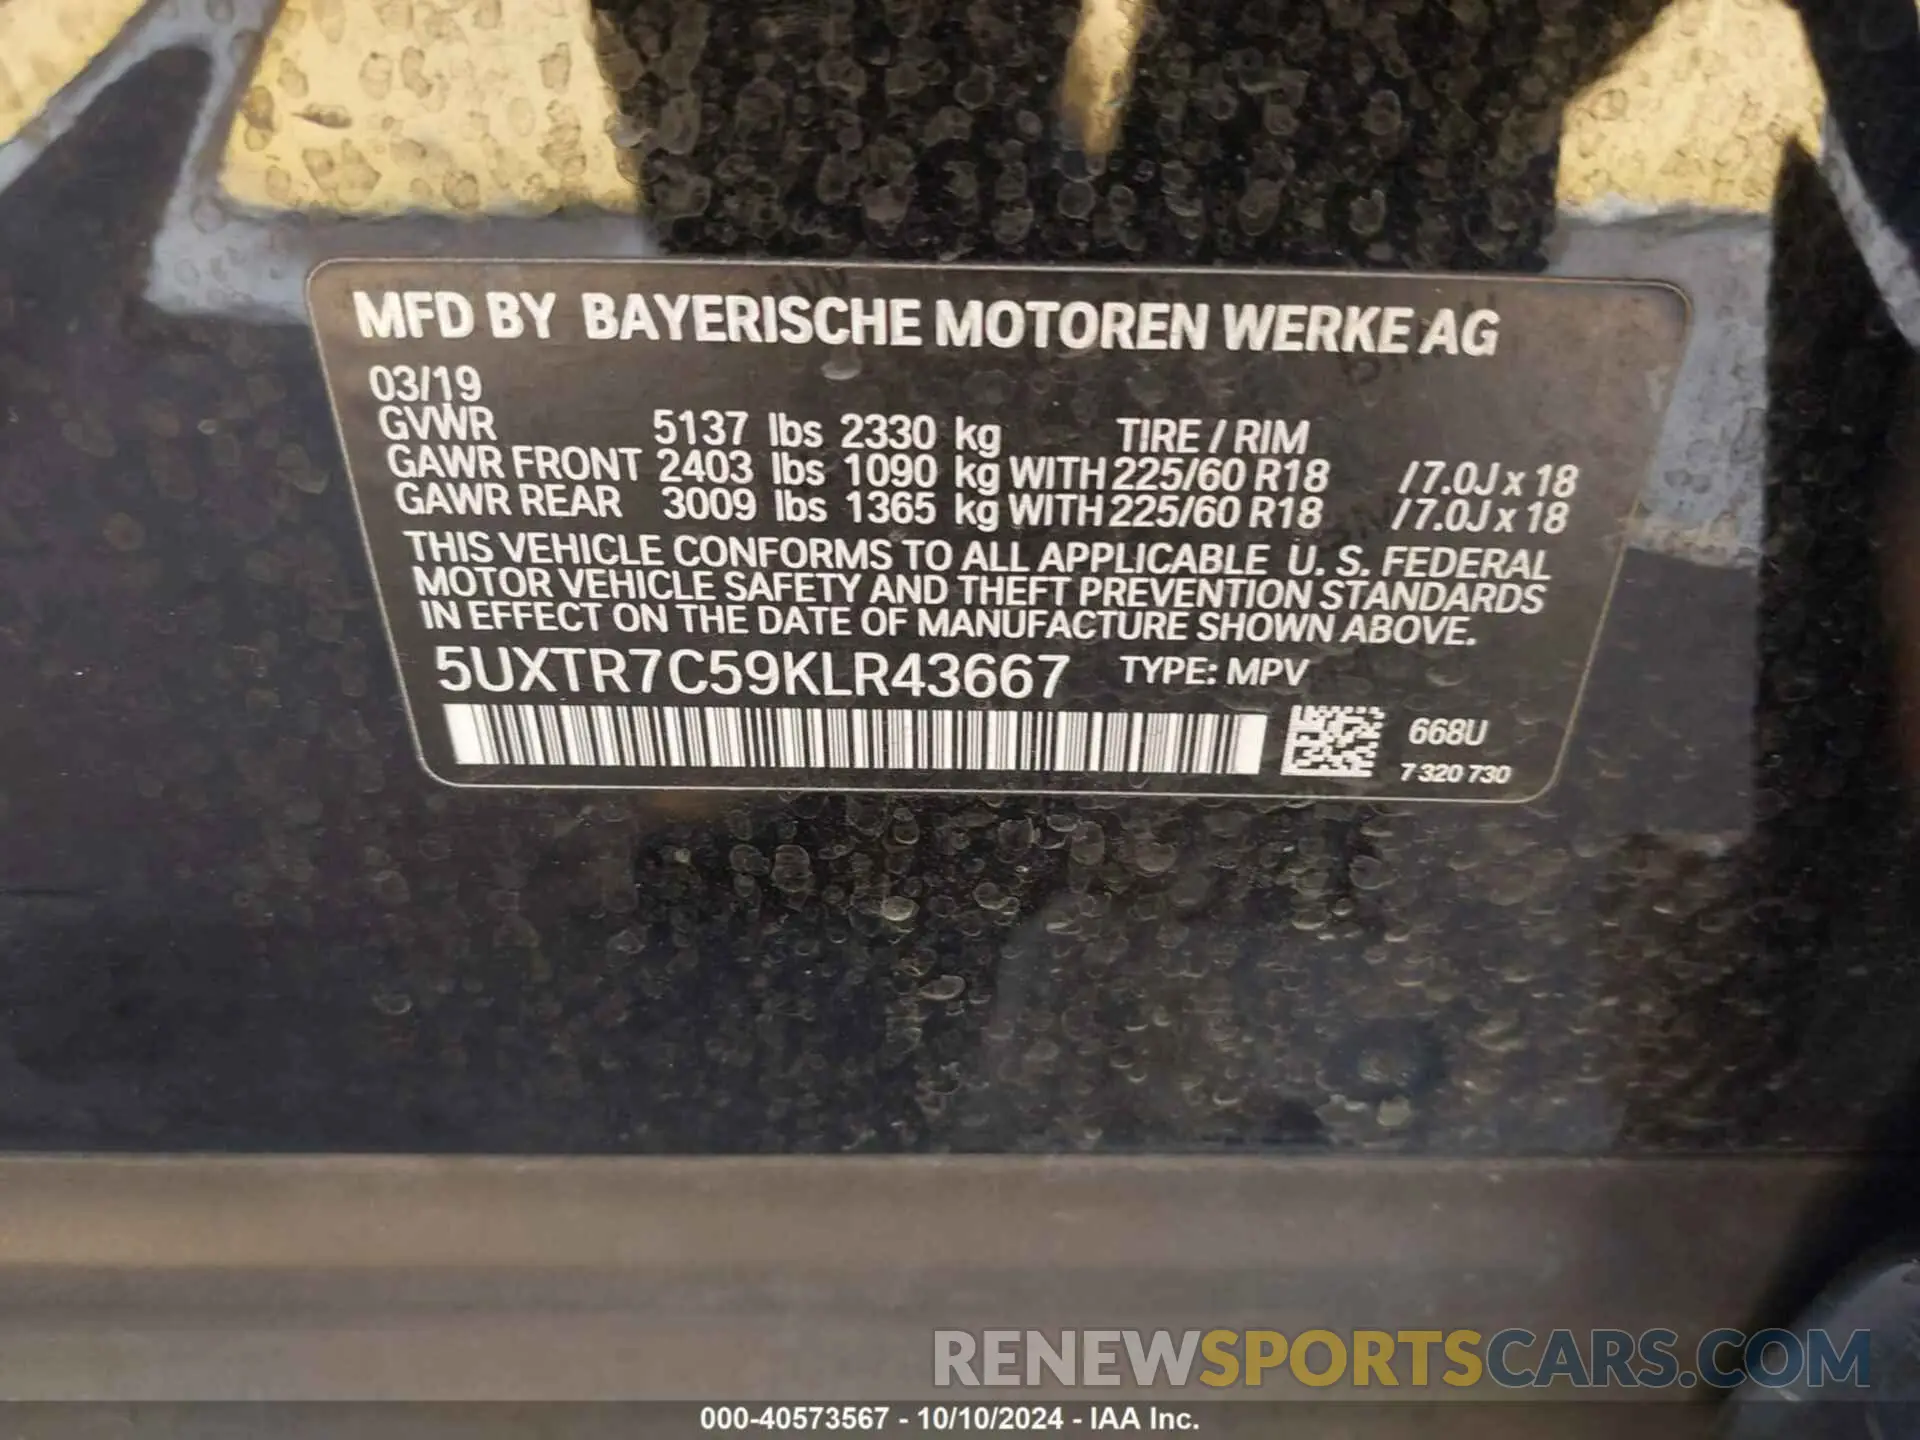 MFD BY BAYERISCHE MOTOREN WERKE AG
03/19
GVWR 5137 lbs 2330 kg TIRE / RIM
GAWR FRONT 2403 lbs 1090 kg WITH 225/60 R18 / 7.0J x 18
GAWR REAR 3009 lbs 1365 kg WITH 225/60 R18 / 7.0J x 18
THIS VEHICLE CONFORMS TO ALL APPLICABLE U. S. FEDERAL
MOTOR VEHICLE SAFETY AND THEFT PREVENTION STANDARDS
IN EFFECT ON THE DATE OF MANUFACTURE SHOWN ABOVE.
5UXTR7C59KLR43667 TYPE: MPV
668U
7 320 730
RENEWSPORTSCARS.COM
000-40573567 - 10/10/2024 - IAA Inc.